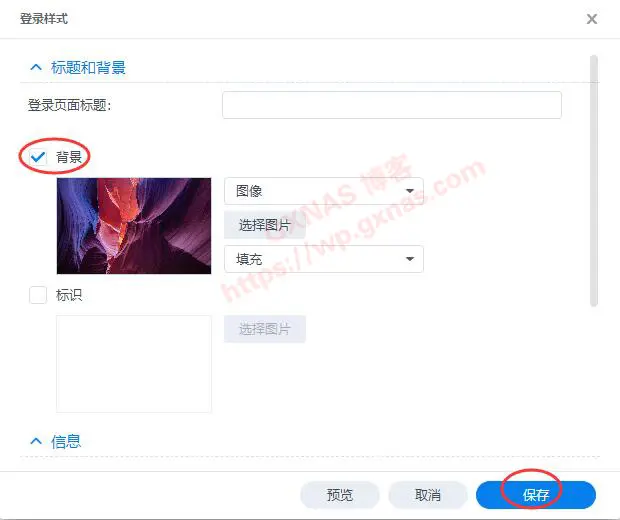 登录样式
标题和背景
登录页面标题:
背景
图像
选择图片
填充
标识
选择图片
信息
预览
取消
保存
GXNAS 博客
https://wp.gxnas.com